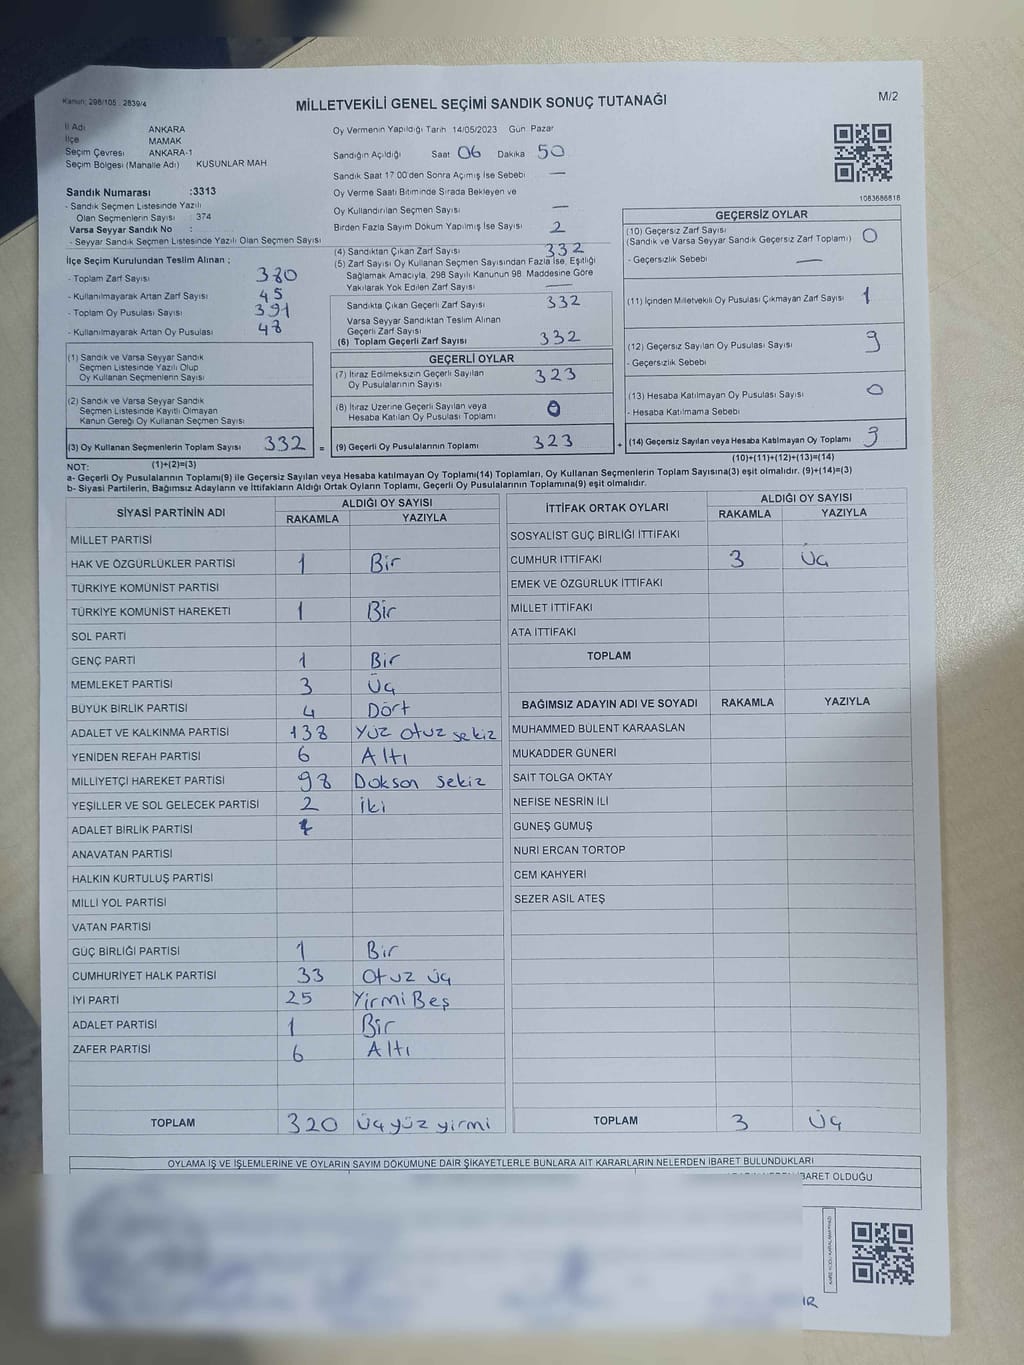 Kanun: 298/105 , 2839/4
MİLLETVEKİLİ GENEL SEÇİMİ SANDIK SONUÇ TUTANAĞI
M/2
İl Adı ANKARA
İlçe MAMAK
Seçim Çevresi ANKARA-1
Seçim Bölgesi (Mahalle Adı) KUSUNLAR MAH
Sandık Numarası :3313
- Sandık Seçmen Listesinde Yazılı
Olan Seçmenlerin Sayısı : 374
Varsa Seyyar Sandık No :
- Seyyar Sandık Seçmen Listesinde Yazılı Olan Seçmen Sayısı
İlçe Seçim Kurulundan Teslim Alınan ;
- Toplam Zarf Sayısı 380
- Kullanılmayarak Artan Zarf Sayısı 45
- Toplam Oy Pusulası Sayısı 391
- Kullanılmayarak Artan Oy Pusulası 48
Oy Vermenin Yapıldığı Tarih 14/05/2023 Gün Pazar
Sandığın Açıldığı Saat 06 Dakika 50
Sandık Saat 17:00'den Sonra Açımış İse Sebebi —
Oy Verme Saati Bitiminde Sırada Bekleyen ve
Oy Kullandırılan Seçmen Sayısı —
Birden Fazla Sayım Döküm Yapılmış İse Sayısı 2
(4) Sandıktan Çıkan Zarf Sayısı 332
(5) Zarf Sayısı Oy Kullanan Seçmen Sayısından Fazla İse, Eşitliği
Sağlamak Amacıyla, 298 Sayılı Kanunun 98. Maddesine Göre
Yakılarak Yok Edilen Zarf Sayısı —
Sandıkta Çıkan Geçerli Zarf Sayısı 332
Varsa Seyyar Sandıktan Teslim Alınan
Geçerli Zarf Sayısı
(6) Toplam Geçerli Zarf Sayısı 332
1083686818
GEÇERSİZ OYLAR
(10) Geçersiz Zarf Sayısı
(Sandık ve Varsa Seyyar Sandık Geçersiz Zarf Toplamı) 0
- Geçersizlik Sebebi —
(11) İçinden Milletvekili Oy Pusulası Çıkmayan Zarf Sayısı 1
(12) Geçersiz Sayılan Oy Pusulası Sayısı
- Geçersizlik Sebebi
(13) Hesaba Katılmayan Oy Pusulası Sayısı 0
- Hesaba Katılmama Sebebi
(14) Geçersiz Sayılan veya Hesaba Katılmayan Oy Toplamı
(10)+(11)+(12)+(13)=(14)
(1) Sandık ve Varsa Seyyar Sandık
Seçmen Listesinde Yazılı Olup
Oy Kullanan Seçmenlerin Sayısı
(2) Sandık ve Varsa Seyyar Sandık
Seçmen Listesinde Kayıtlı Olmayan
Kanun Gereği Oy Kullanan Seçmen Sayısı
(3) Oy Kullanan Seçmenlerin Toplam Sayısı 332 =
(1)+(2)=(3)
GEÇERLİ OYLAR
(7) İtiraz Edilmeksizin Geçerli Sayılan
Oy Pusulalarının Sayısı 323
(8) İtiraz Üzerine Geçerli Sayılan veya
Hesaba Katılan Oy Pusulası Toplamı 0
(9) Geçerli Oy Pusulalarının Toplamı 323 +
NOT:
a- Geçerli Oy Pusulalarının Toplamı(9) ile Geçersiz Sayılan veya Hesaba katılmayan Oy Toplamı(14) Toplamları, Oy Kullanan Seçmenlerin Toplam Sayısına(3) eşit olmalıdır. (9)+(14)=(3)
b- Siyasi Partilerin, Bağımsız Adayların ve İttifakların Aldığı Ortak Oyların Toplamı, Geçerli Oy Pusulalarının Toplamına(9) eşit olmalıdır.
SİYASİ PARTİNİN ADI ALDIĞI OY SAYISI
RAKAMLA YAZIYLA
MİLLET PARTİSİ
HAK VE ÖZGÜRLÜKLER PARTİSİ 1 Bir
TÜRKİYE KOMÜNİST PARTİSİ
TÜRKİYE KOMÜNİST HAREKETİ 1 Bir
SOL PARTİ
GENÇ PARTİ 1 Bir
MEMLEKET PARTİSİ 3 Üç
BÜYÜK BİRLİK PARTİSİ 4 Dört
ADALET VE KALKINMA PARTİSİ 138 Yüz otuz sekiz
YENİDEN REFAH PARTİSİ 6 Altı
MİLLİYETÇİ HAREKET PARTİSİ 98 Doksan sekiz
YEŞİLLER VE SOL GELECEK PARTİSİ 2 İki
ADALET BİRLİK PARTİSİ
ANAVATAN PARTİSİ
HALKIN KURTULUŞ PARTİSİ
MİLLİ YOL PARTİSİ
VATAN PARTİSİ
GÜÇ BİRLİĞİ PARTİSİ 1 Bir
CUMHURİYET HALK PARTİSİ 33 Otuz üç
İYİ PARTİ 25 Yirmi Beş
ADALET PARTİSİ 1 Bir
ZAFER PARTİSİ 6 Altı
TOPLAM 320 üçyüz yirmi
İTTİFAK ORTAK OYLARI ALDIĞI OY SAYISI
RAKAMLA YAZIYLA
SOSYALİST GÜÇ BİRLİĞİ İTTİFAKI
CUMHUR İTTİFAKI 3 Üç
EMEK VE ÖZGÜRLÜK İTTİFAKI
MİLLET İTTİFAKI
ATA İTTİFAKI
TOPLAM
BAĞIMSIZ ADAYIN ADI VE SOYADI RAKAMLA YAZIYLA
MUHAMMED BÜLENT KARAASLAN
MUKADDER GÜNERİ
SAİT TOLGA OKTAY
NEFİSE NESRİN İLİ
GÜNEŞ GÜMÜŞ
NURİ ERCAN TORTOP
CEM KAHYERİ
SEZER ASİL ATEŞ
TOPLAM 3 Üç
OYLAMA İŞ VE İŞLEMLERİNE VE OYLARIN SAYIM DÖKÜMÜNE DAİR ŞİKAYETLERLE BUNLARA AİT KARARLARIN NELERDEN İBARET BULUNDUKLARI
BARET OLDUĞU